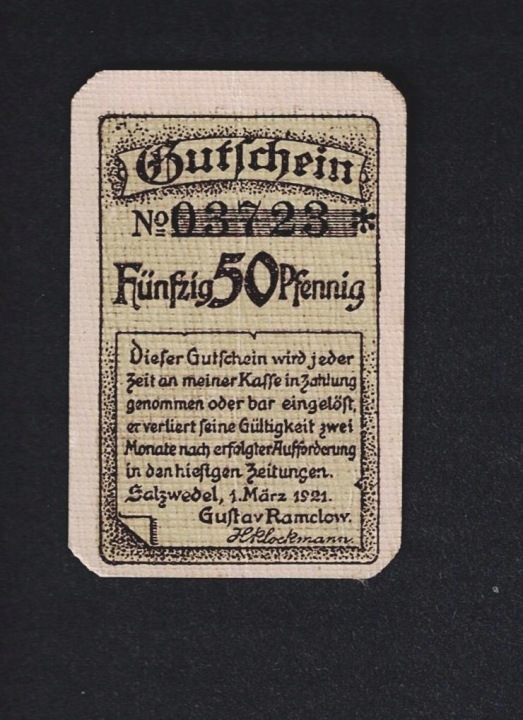 Gutschein
No 03723 *
Fünfzig 50 Pfennig
Dieser Gutschein wird jeder
Zeit an meiner Kasse in Zahlung
genommen oder bar eingelöst,
er verliert seine Gültigkeit zwei
Monate nach erfolgter Aufforderung
in den hiesigen Zeitungen.
Salzwedel, 1. März 1921.
Gustav Ramclow.
H. Klockmann.